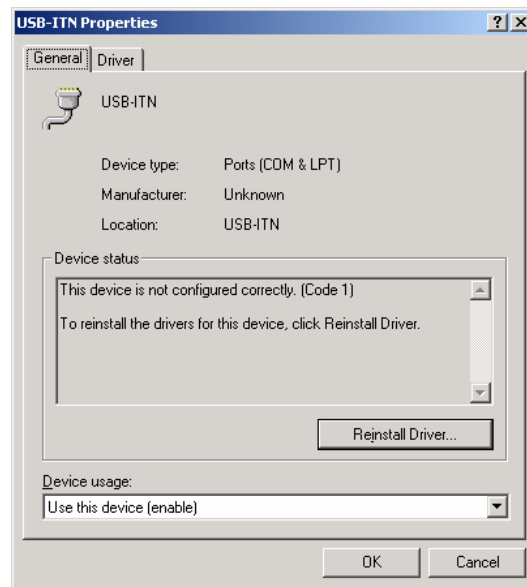 USB-ITN Properties
General Driver
USB-ITN
Device type: Ports (COM & LPT)
Manufacturer: Unknown
Location: USB-ITN
Device status
This device is not configured correctly. (Code 1)
To reinstall the drivers for this device, click Reinstall Driver.
Reinstall Driver...
Device usage:
Use this device (enable)
OK Cancel